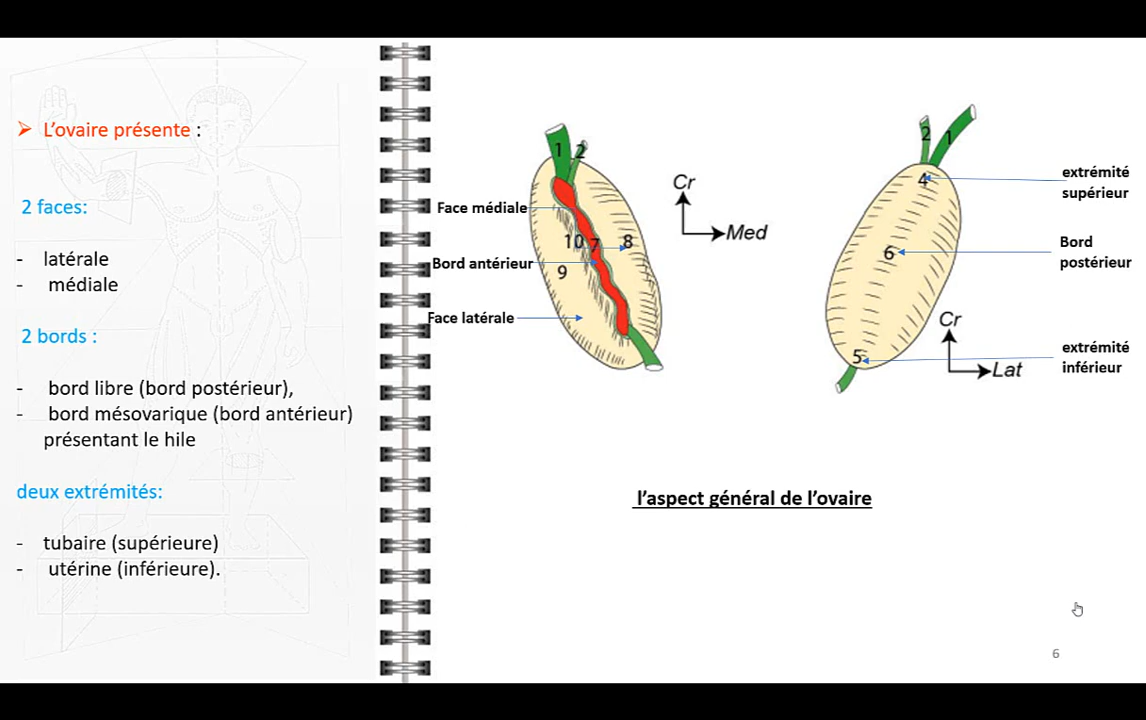 ➢ L'ovaire présente :
2 faces:
- latérale
- médiale
2 bords :
- bord libre (bord postérieur),
- bord mésovarique (bord antérieur)
présentant le hile
deux extrémités:
- tubaire (supérieure)
- utérine (inférieure).
1
2
Face médiale
10
7
8
Bord antérieur
9
Face latérale
Cr
Med
2
1
4
extrémité
supérieur
6
Bord
postérieur
5
Cr
Lat
extrémité
inférieur
l'aspect général de l'ovaire
6